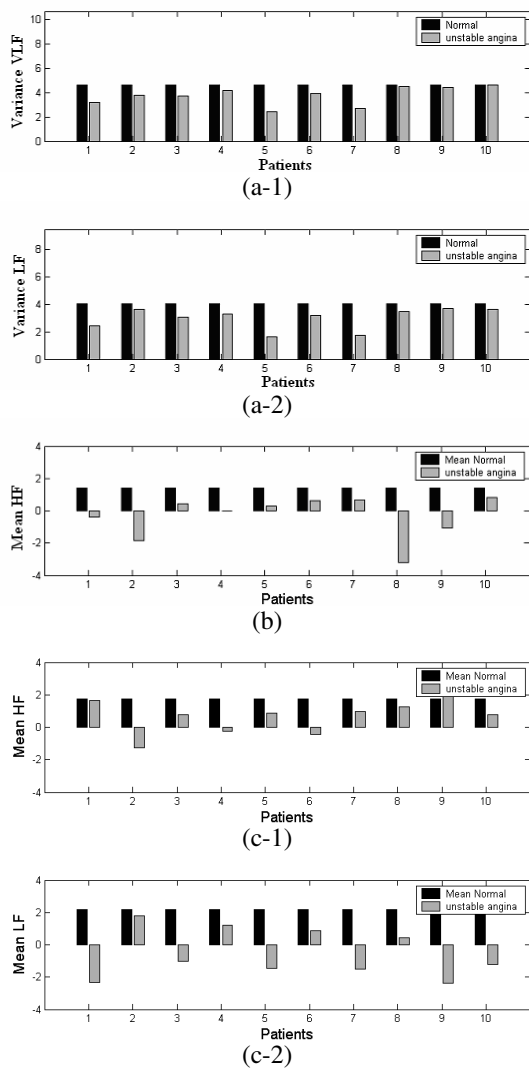 Variance VLF
10
8
6
4
2
0
Normal
unstable angina
1 2 3 4 5 6 7 8 9 10
Patients
(a-1)
Variance LF
8
6
4
2
0
Normal
unstable angina
1 2 3 4 5 6 7 8 9 10
Patients
(a-2)
Mean HF
4
2
0
-2
-4
Mean Normal
unstable angina
1 2 3 4 5 6 7 8 9 10
Patients
(b)
Mean HF
4
2
0
-2
-4
Mean Normal
unstable angina
1 2 3 4 5 6 7 8 9 10
Patients
(c-1)
Mean LF
4
2
0
-2
-4
Mean Normal
unstable angina
1 2 3 4 5 6 7 8 9 10
Patients
(c-2)